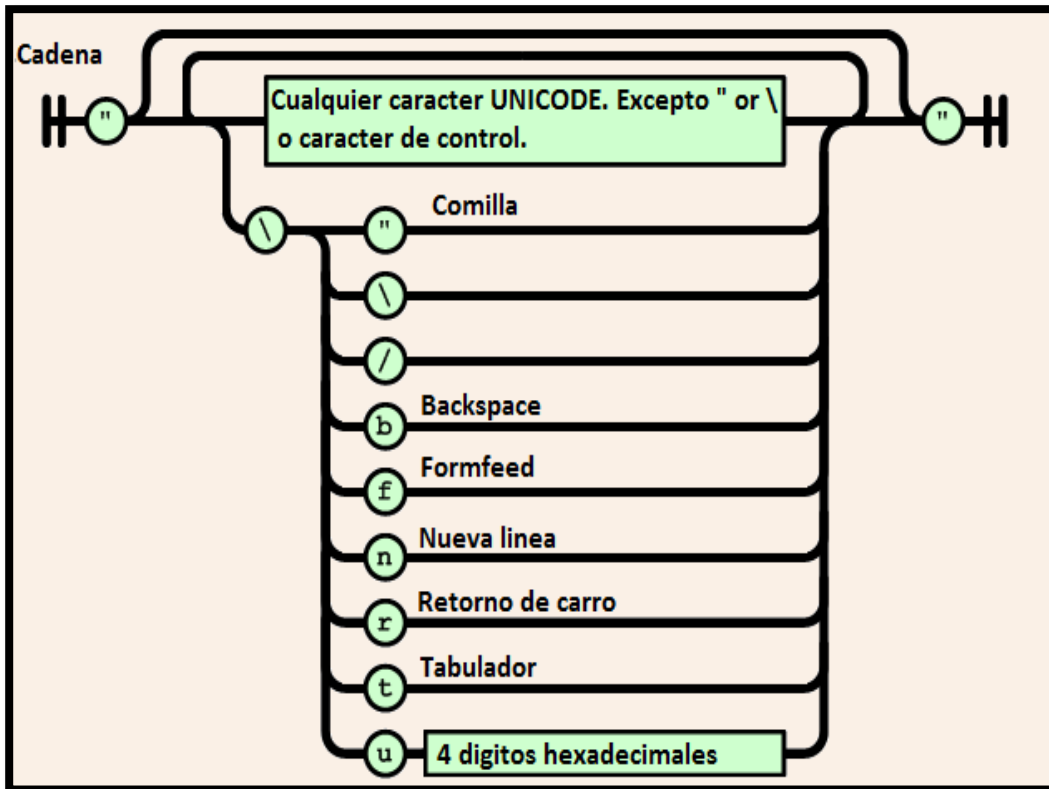 Cadena
" Cualquier caracter UNICODE. Except​o " or \ "
o caracter de control.
\ " Comilla
\
/
b Backspace
f Formfeed
n Nueva linea
r Retorno de carro
t Tabulador
u 4 digitos hexadecimales